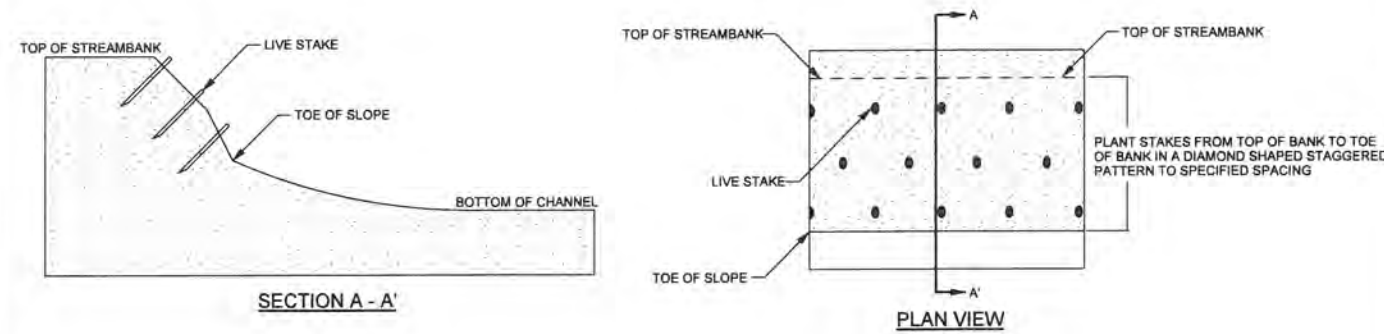 TOP OF STREAMBANK
LIVE STAKE
TOE OF SLOPE
BOTTOM OF CHANNEL
SECTION A - A'
A
TOP OF STREAMBANK
TOP OF STREAMBANK
PLANT STAKES FROM TOP OF BANK TO TOE
OF BANK IN A DIAMOND SHAPED STAGGERED
PATTERN TO SPECIFIED SPACING
LIVE STAKE
TOE OF SLOPE
A'
PLAN VIEW